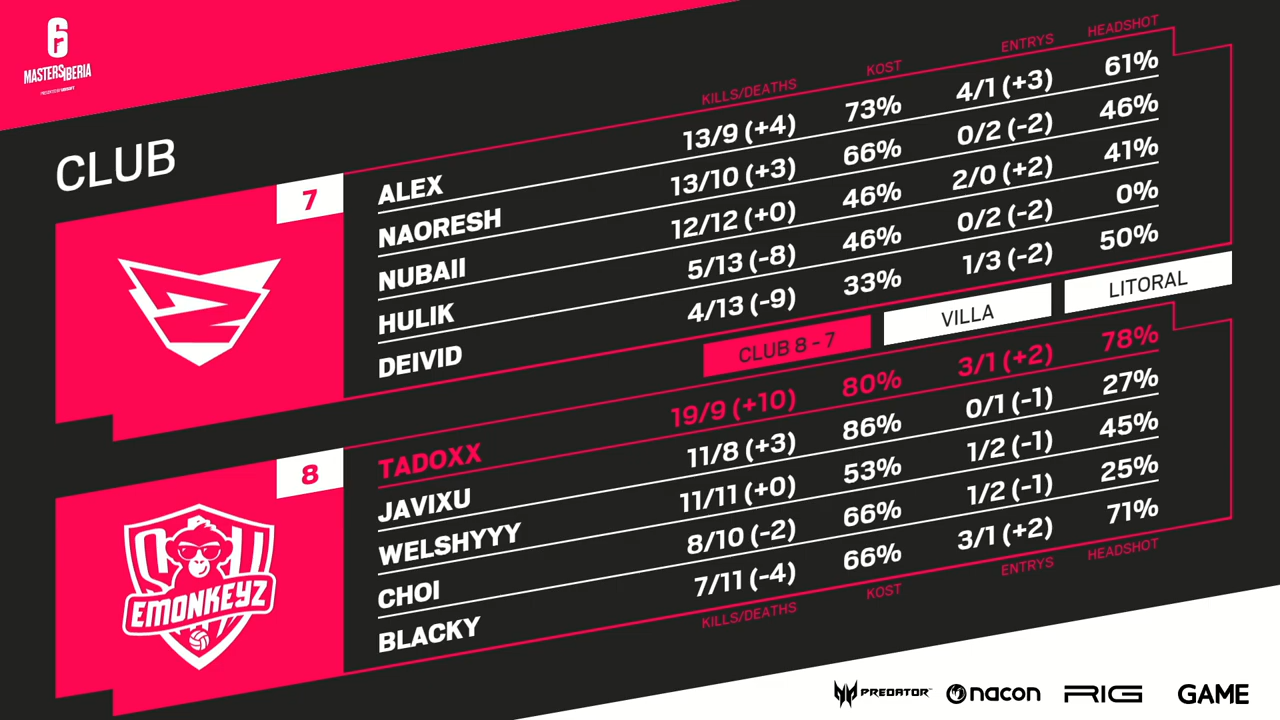 6
MASTERS IBERIA
PRESENTED BY UBISOFT
CLUB
KILLS/DEATHS KOST ENTRYS HEADSHOT
7
ALEX 13/9 (+4) 73% 4/1 (+3) 61%
NAORESH 13/10 (+3) 66% 0/2 (-2) 46%
NUBAII 12/12 (+0) 46% 2/0 (+2) 41%
HULIK 5/13 (-8) 46% 0/2 (-2) 0%
DEIVID 4/13 (-9) 33% 1/3 (-2) 50%
CLUB 8 - 7 VILLA LITORAL
8
EMONKEYZ
TADOXX 19/9 (+10) 80% 3/1 (+2) 78%
JAVIXU 11/8 (+3) 86% 0/1 (-1) 27%
WELSHYYY 11/11 (+0) 53% 1/2 (-1) 45%
CHOI 8/10 (-2) 66% 1/2 (-1) 25%
BLACKY 7/11 (-4) 66% 3/1 (+2) 71%
KILLS/DEATHS KOST ENTRYS HEADSHOT
PREDATOR nacon RIG GAME